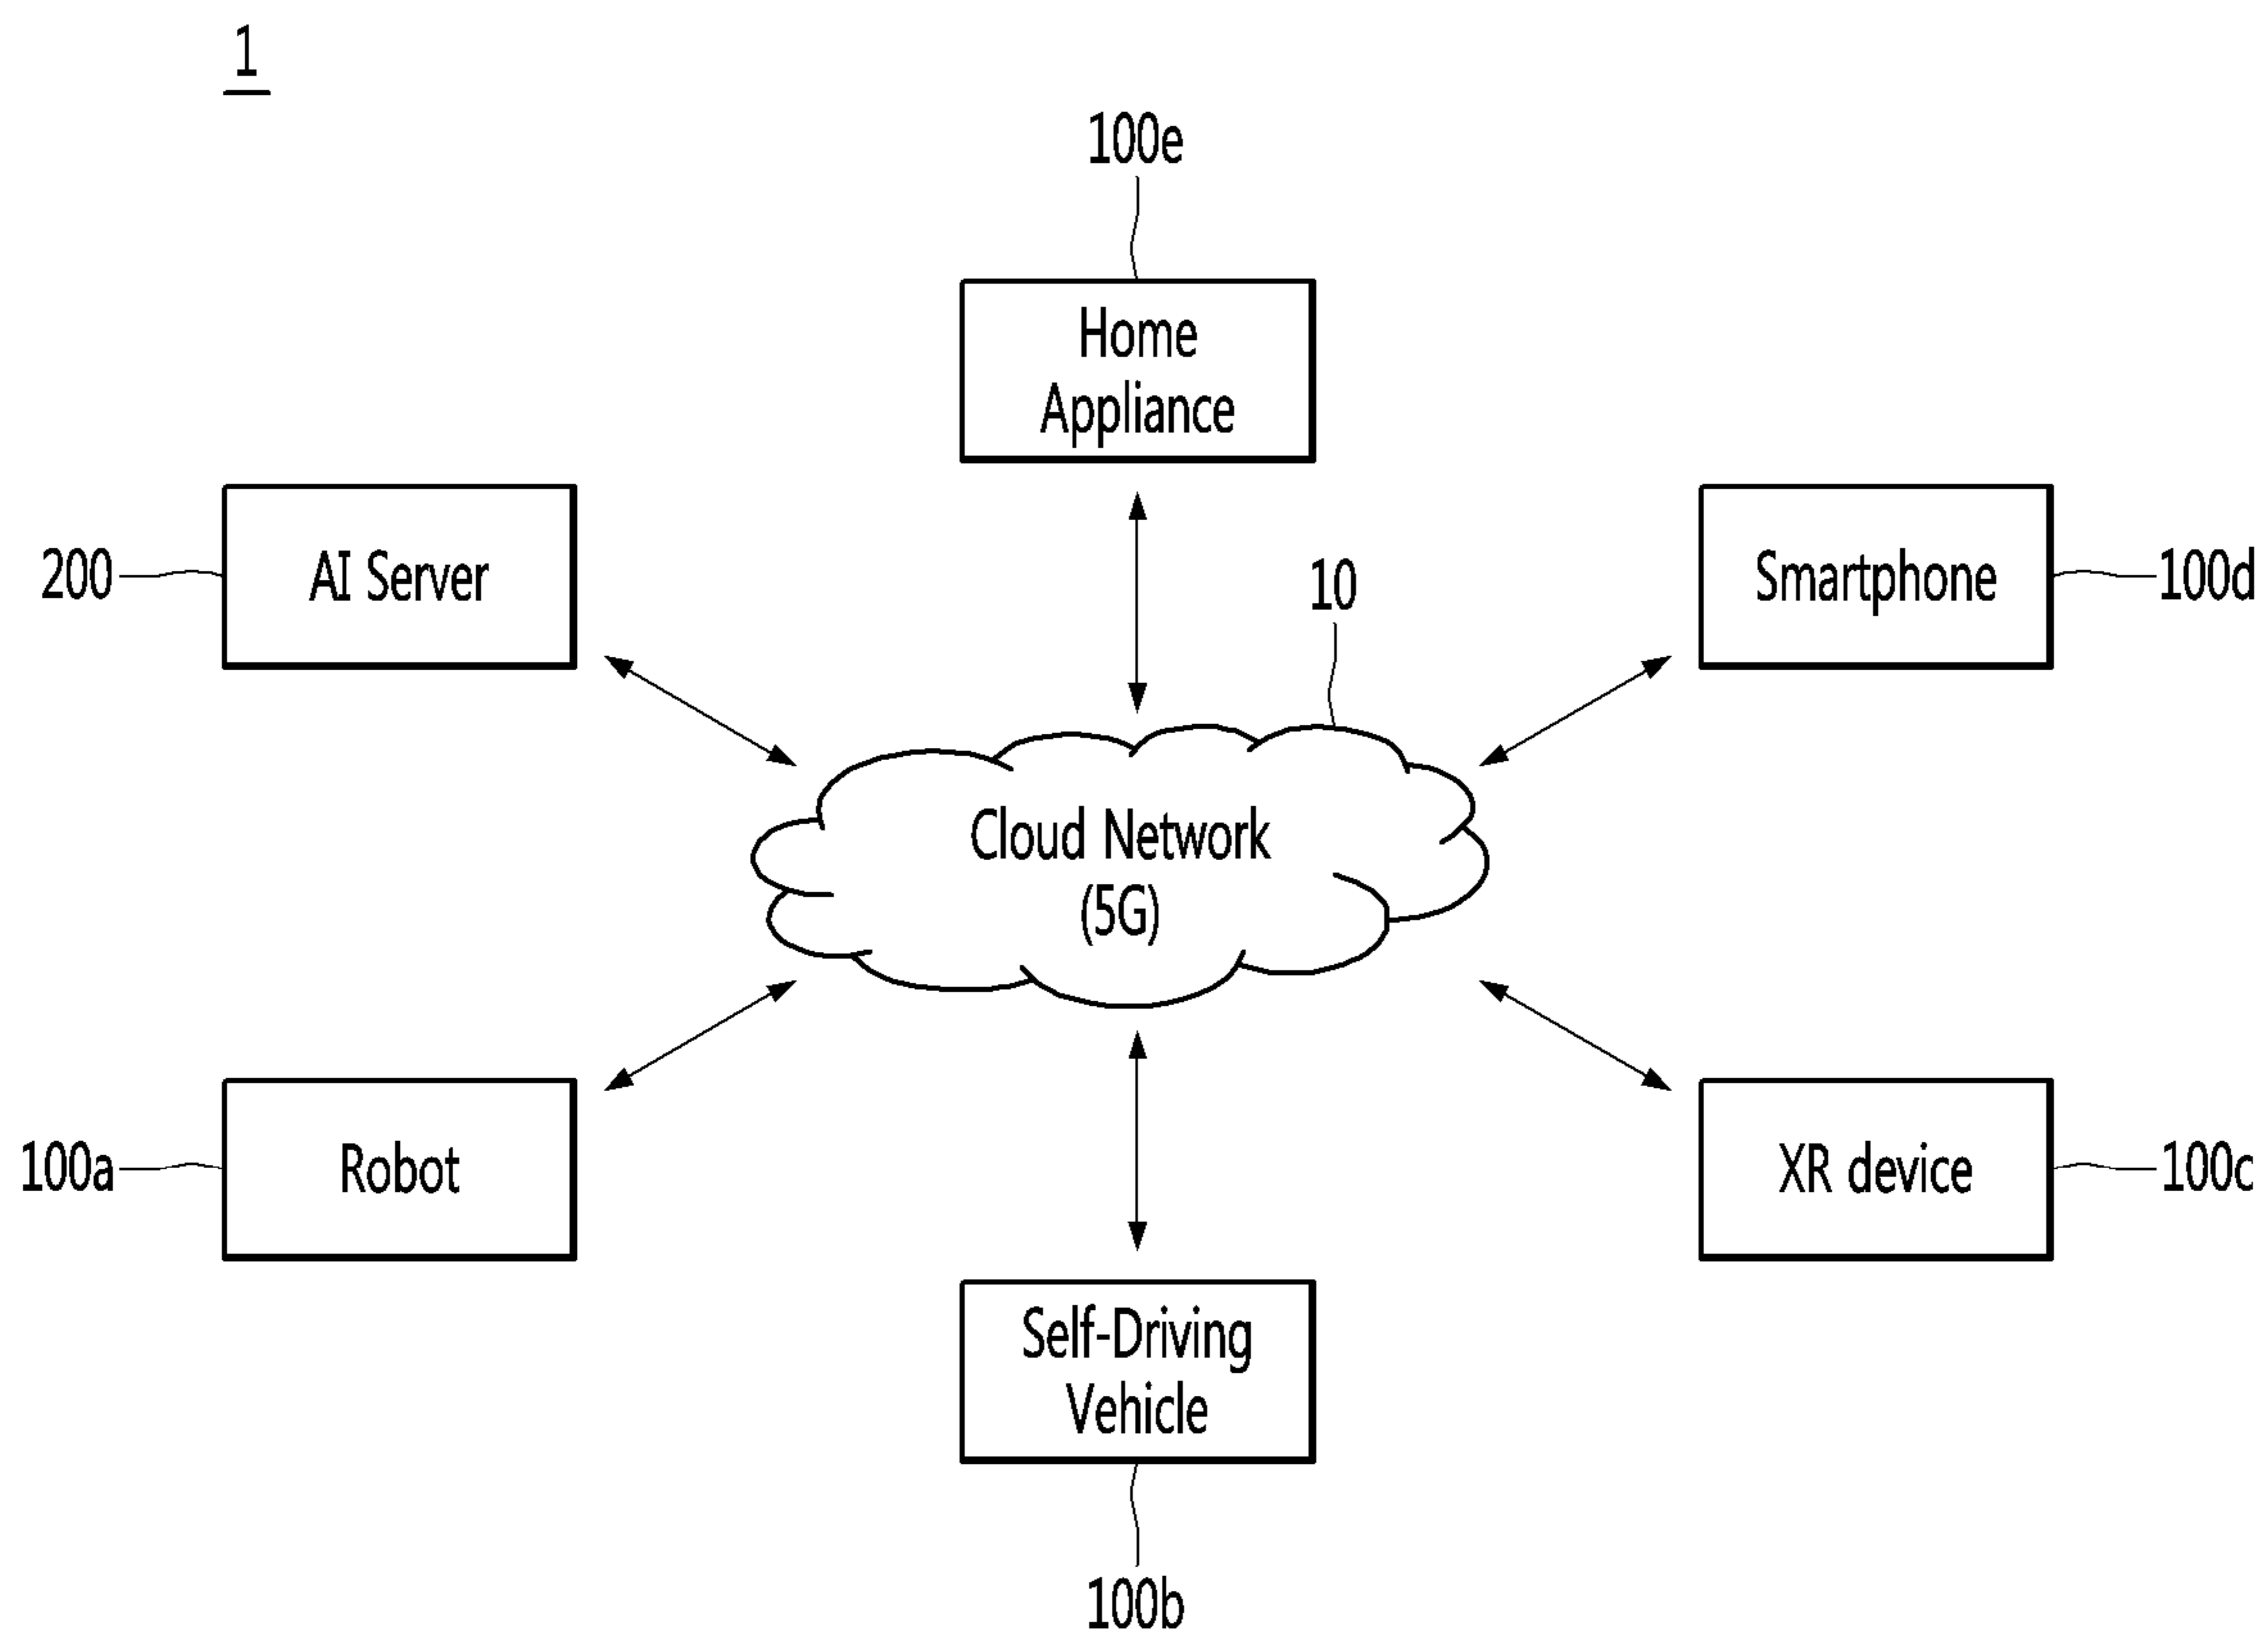 1
100e
Home
Appliance
200
AI Server
10
Smartphone
100d
Cloud Network
(5G)
100a
Robot
XR device
100c
Self-Driving
Vehicle
100b